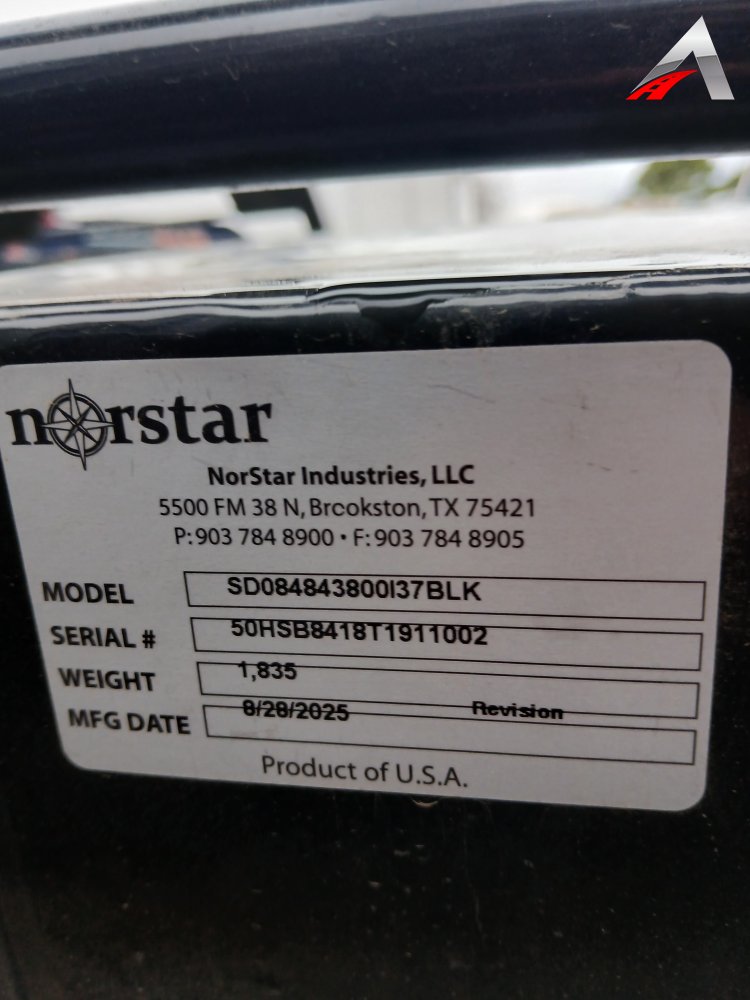 norstar
NorStar Industries, LLC
5500 FM 38 N, Brookston, TX 75421
P: 903 784 8900 • F: 903 784 8905
MODEL SD084843800I37BLK
SERIAL # 50HSB8418T1911002
WEIGHT 1,835
MFG DATE 8/28/2025 Revision
Product of U.S.A.